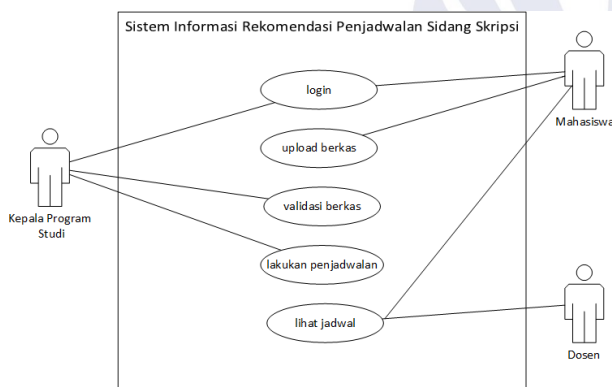 Sistem Informasi Rekomendasi Penjadwalan Sidang Skripsi
login
Mahasiswa
upload berkas
Kepala Program
Studi
validasi berkas
lakukan penjadwalan
lihat jadwal
Dosen